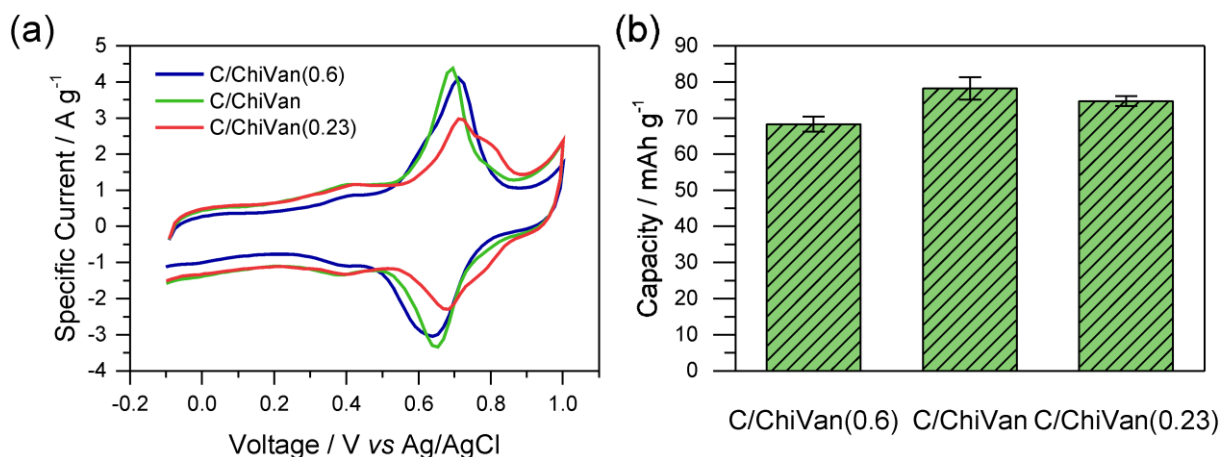 (a)
Specific Current / A g⁻¹
5
4
3
2
1
0
-1
-2
-3
-4
C/ChiVan(0.6)
C/ChiVan
C/ChiVan(0.23)
-0.2 0.0 0.2 0.4 0.6 0.8 1.0
Voltage / V vs Ag/AgCl
(b)
Capacity / mAh g⁻¹
90
80
70
60
50
40
30
20
10
0
C/ChiVan(0.6) C/ChiVan C/ChiVan(0.23)